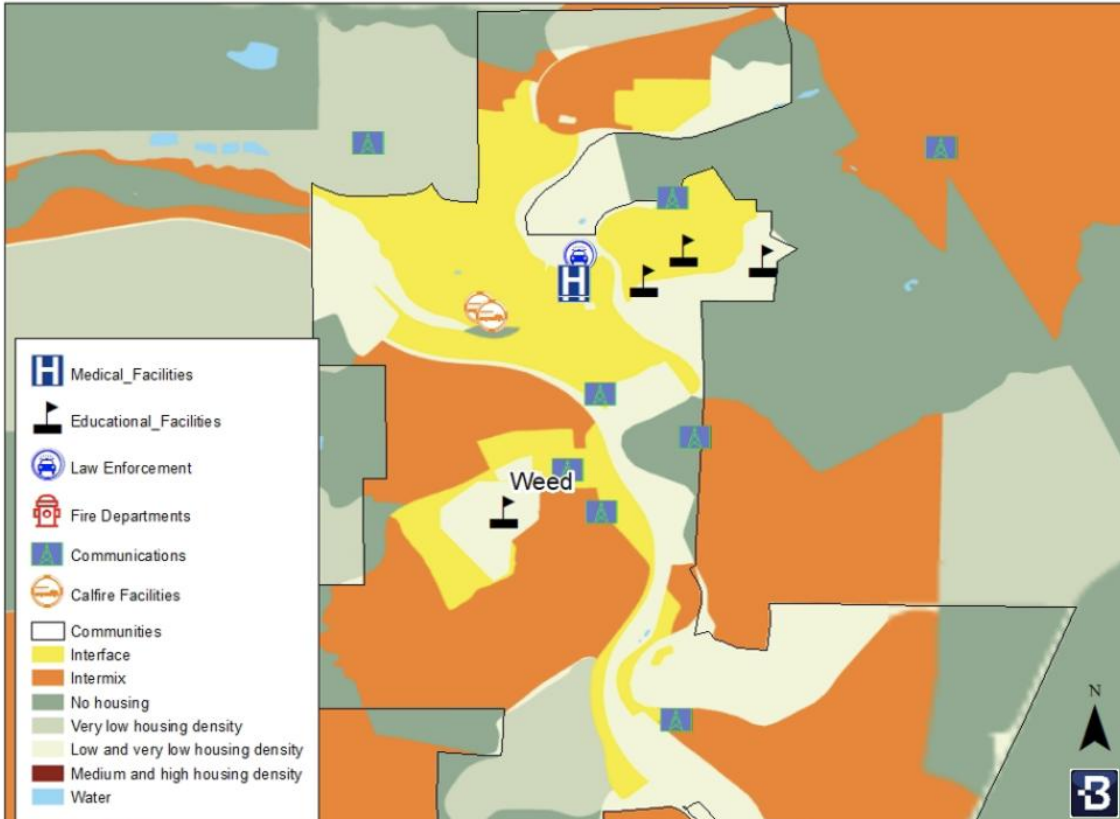 Weed
Medical_Facilities
Educational_Facilities
Law Enforcement
Fire Departments
Communications
Calfire Facilities
Communities
Interface
Intermix
No housing
Very low housing density
Low and very low housing density
Medium and high housing density
Water
N
B